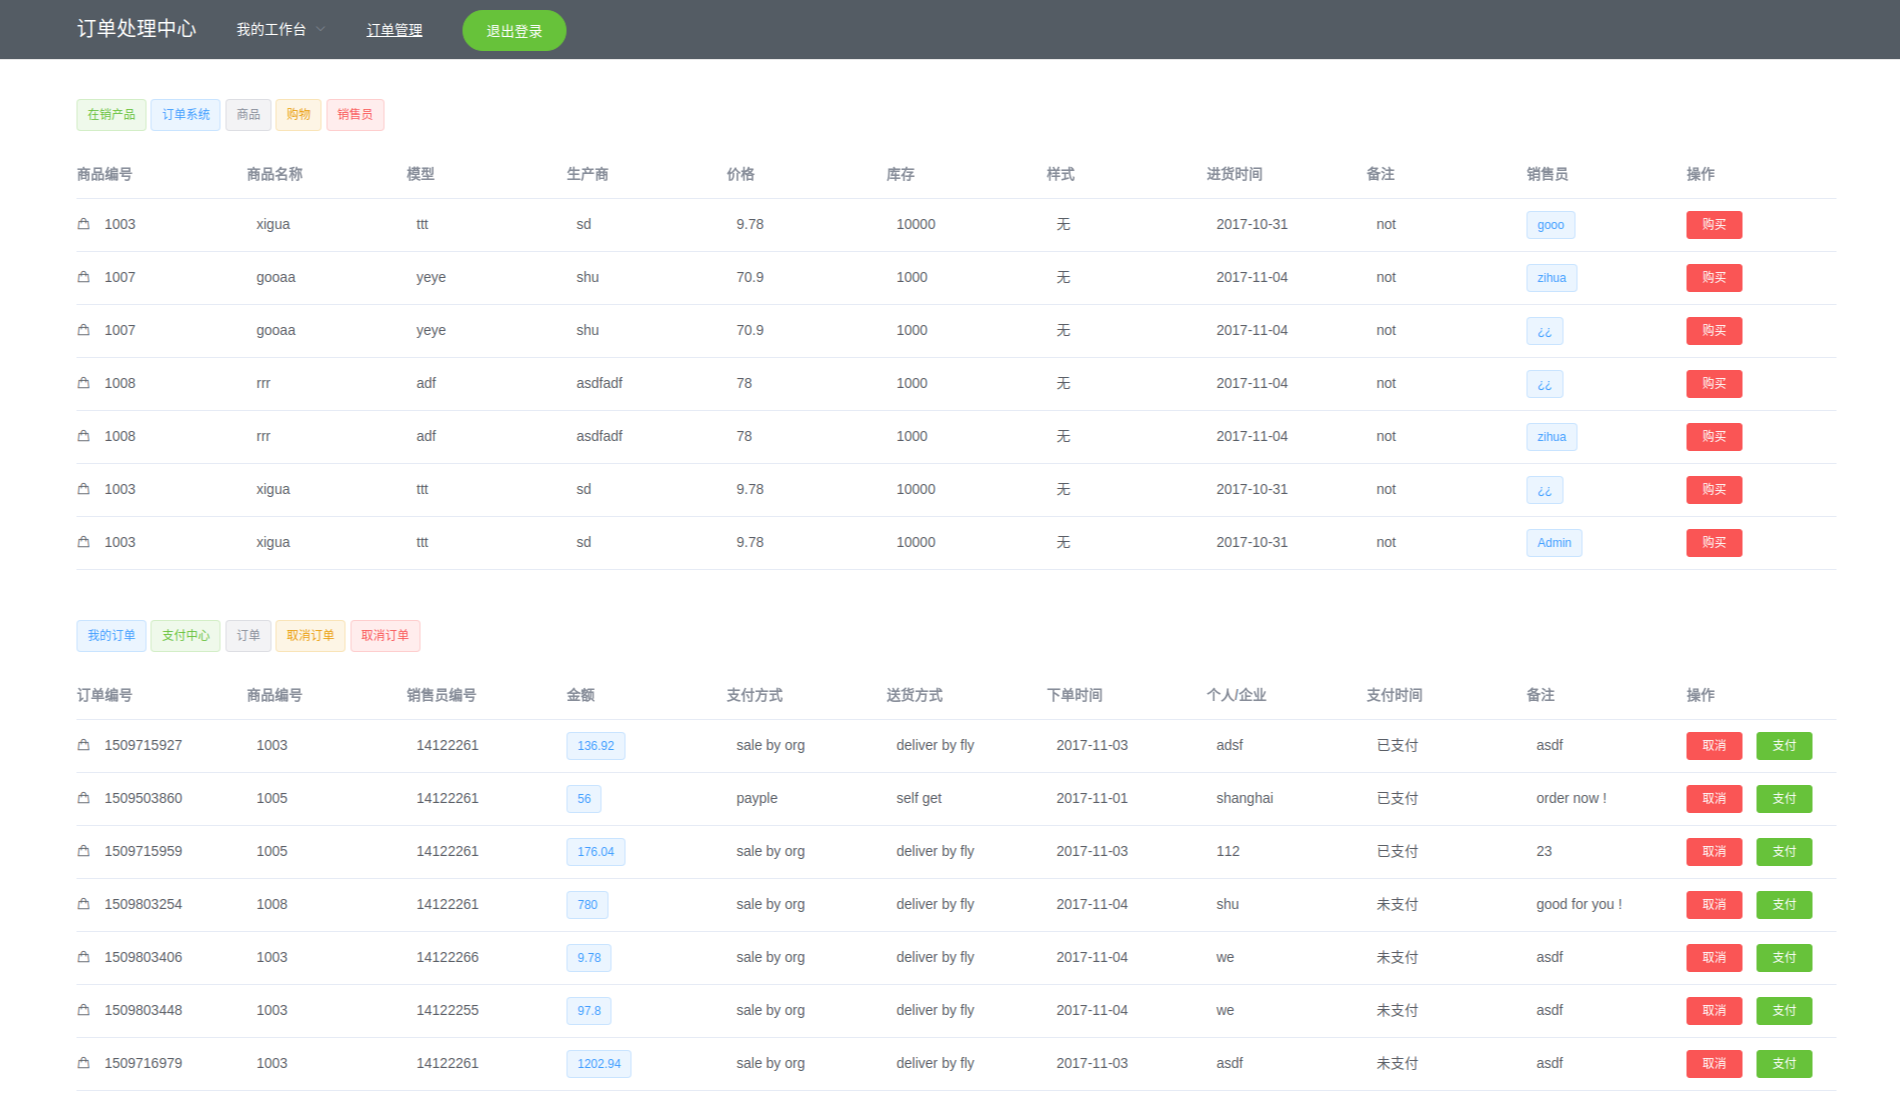 订单处理中心 我的工作台 订单管理 退出登录
在销产品 订单系统 商品 购物 销售员
商品编号 商品名称 模型 生产商 价格 库存 样式 进货时间 备注 销售员 操作
1003 xigua ttt sd 9.78 10000 无 2017-10-31 not gooo 购买
1007 gooaa yeye shu 70.9 1000 无 2017-11-04 not zihua 购买
1007 gooaa yeye shu 70.9 1000 无 2017-11-04 not ¿¿ 购买
1008 rrr adf asdfadf 78 1000 无 2017-11-04 not ¿¿ 购买
1008 rrr adf asdfadf 78 1000 无 2017-11-04 not zihua 购买
1003 xigua ttt sd 9.78 10000 无 2017-10-31 not ¿¿ 购买
1003 xigua ttt sd 9.78 10000 无 2017-10-31 not Admin 购买
我的订单 支付中心 订单 取消订单 取消订单
订单编号 商品编号 销售员编号 金额 支付方式 送货方式 下单时间 个人/企业 支付时间 备注 操作
1509715927 1003 14122261 136.92 sale by org deliver by fly 2017-11-03 adsf 已支付 asdf 取消 支付
1509503860 1005 14122261 56 payple self get 2017-11-01 shanghai 已支付 order now ! 取消 支付
1509715959 1005 14122261 176.04 sale by org deliver by fly 2017-11-03 112 已支付 23 取消 支付
1509803254 1008 14122261 780 sale by org deliver by fly 2017-11-04 shu 未支付 good for you ! 取消 支付
1509803406 1003 14122266 9.78 sale by org deliver by fly 2017-11-04 we 未支付 asdf 取消 支付
1509803448 1003 14122255 97.8 sale by org deliver by fly 2017-11-04 we 未支付 asdf 取消 支付
1509716979 1003 14122261 1202.94 sale by org deliver by fly 2017-11-03 asdf 未支付 asdf 取消 支付